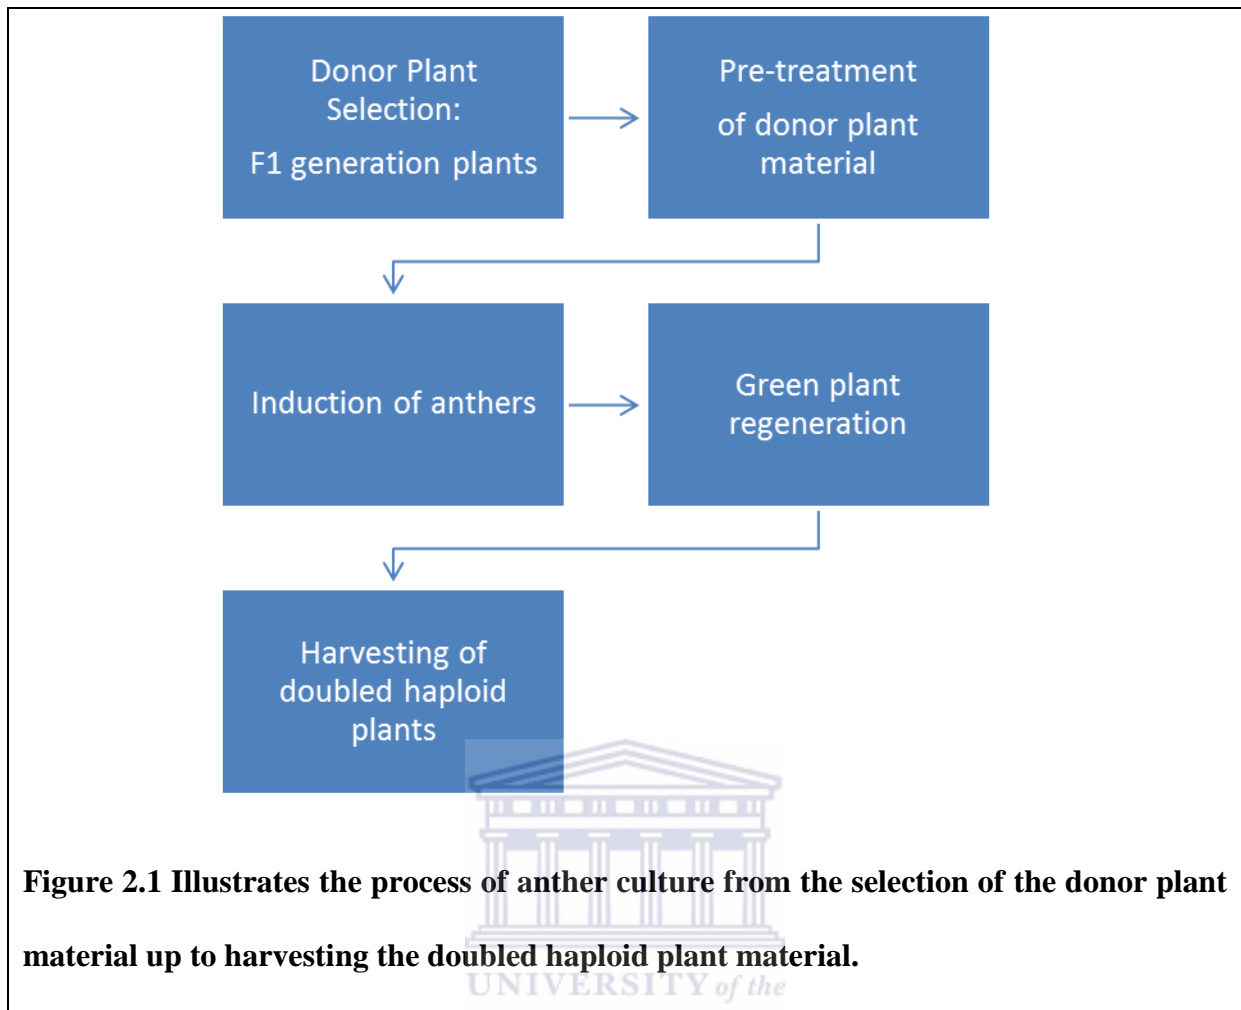 Donor Plant
Selection:
F1 generation plants
Pre-treatment
of donor plant
material
Induction of anthers
Green plant
regeneration
Harvesting of
doubled haploid
plants
Figure 2.1 Illustrates the process of anther culture from the selection of the donor plant
material up to harvesting the doubled haploid plant material.
UNIVERSITY of the